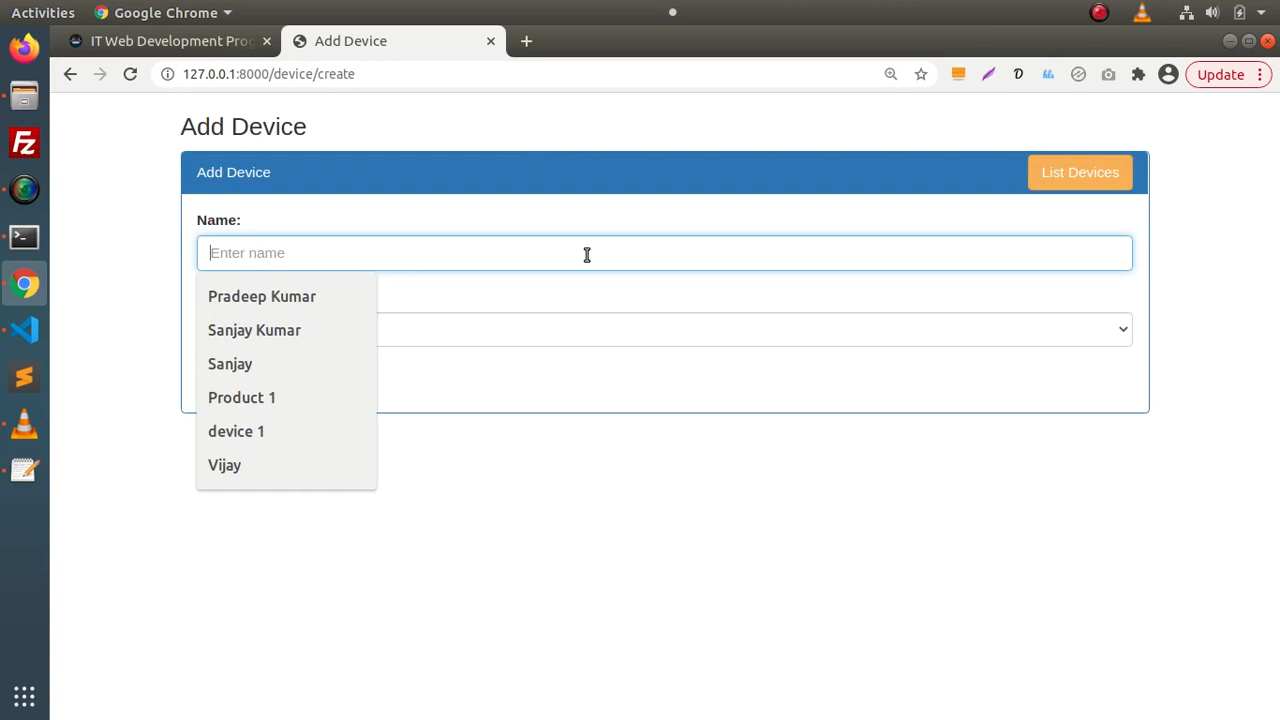 Activities
Google Chrome
IT Web Development Prog
Add Device
127.0.0.1:8000/device/create
Update
Add Device
Add Device
List Devices
Name:
Enter name
Pradeep Kumar
Sanjay Kumar
Sanjay
Product 1
device 1
Vijay